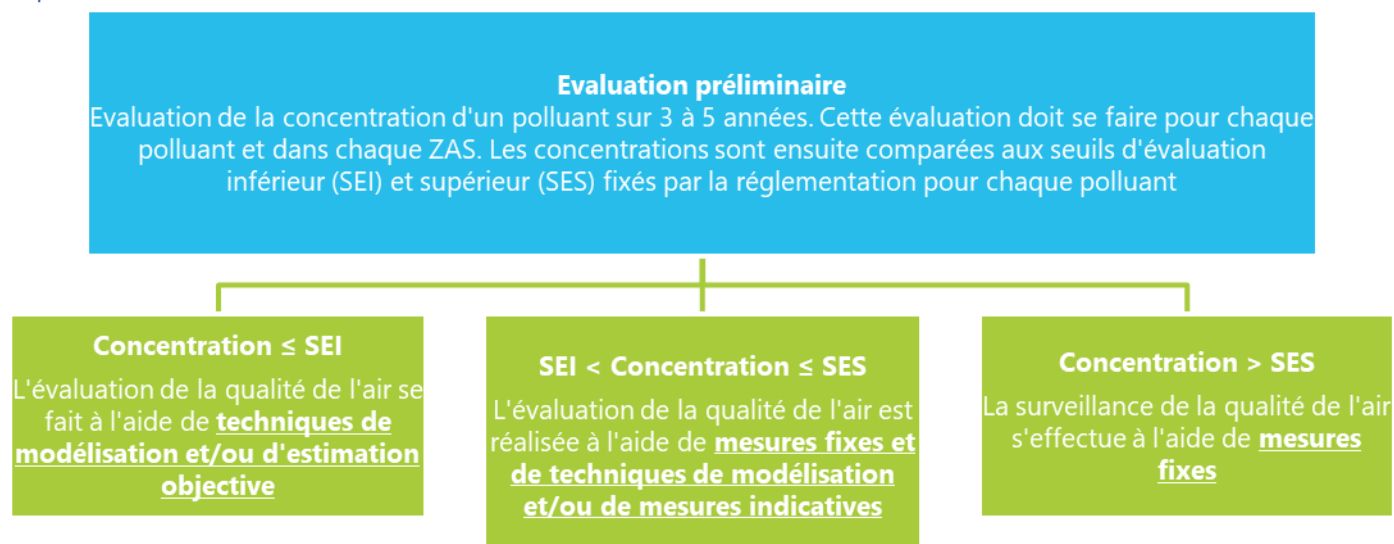 Evaluation préliminaire
Evaluation de la concentration d'un polluant sur 3 à 5 années. Cette évaluation doit se faire pour chaque
polluant et dans chaque ZAS. Les concentrations sont ensuite comparées aux seuils d'évaluation
inférieur (SEI) et supérieur (SES) fixés par la réglementation pour chaque polluant
Concentration ≤ SEI
L'évaluation de la qualité de l'air se
fait à l'aide de techniques de
modélisation et/ou d'estimation
objective
SEI < Concentration ≤ SES
L'évaluation de la qualité de l'air est
réalisée à l'aide de mesures fixes et
de techniques de modélisation
et/ou de mesures indicatives
Concentration > SES
La surveillance de la qualité de l'air
s'effectue à l'aide de mesures
fixes